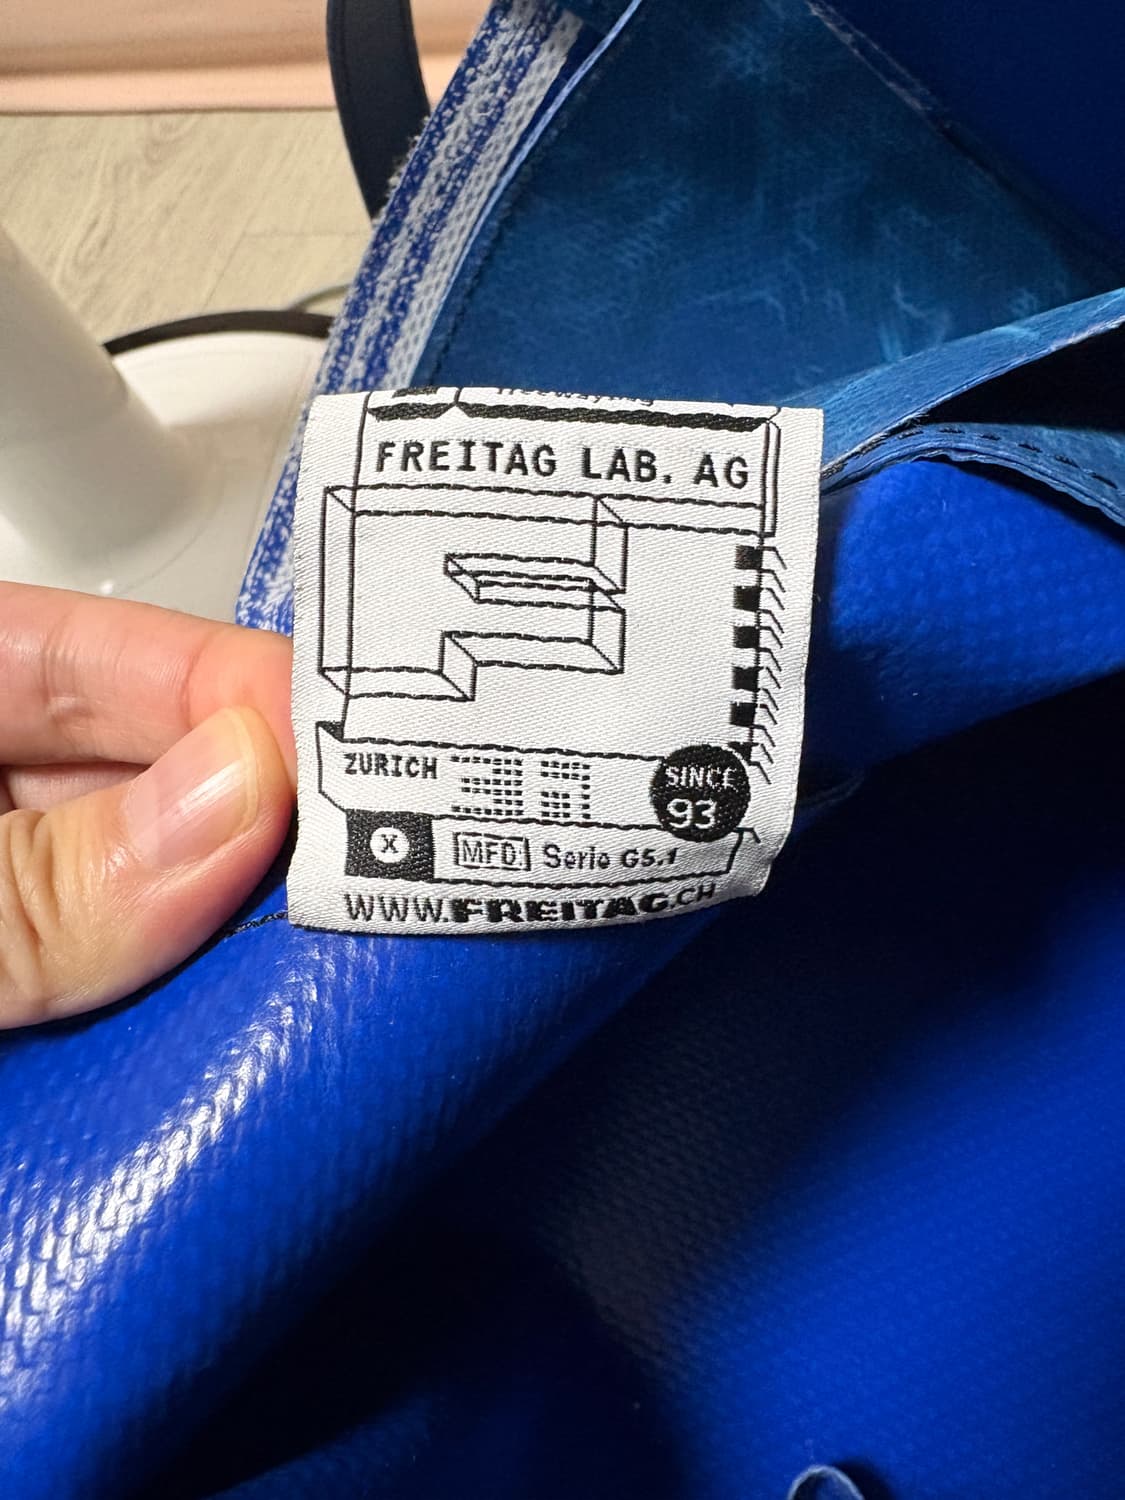 FREITAG LAB. AG
F
ZURICH
SINCE
93
X
MFD: Serie G5.1
WWW.FREITAG.CH